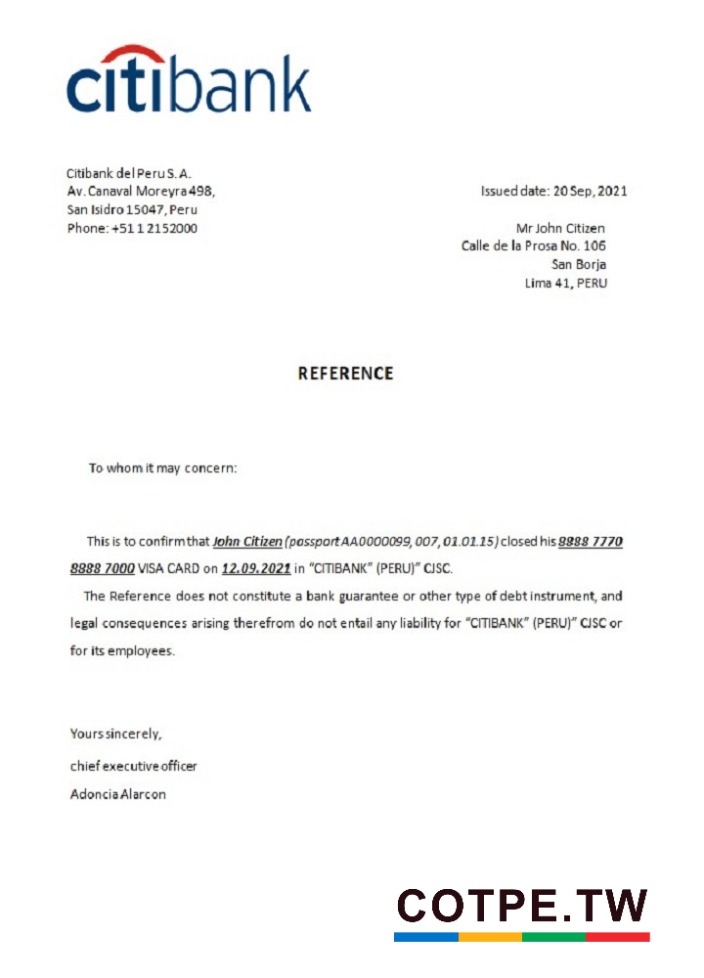 citibank
Citibank del Peru S. A.
Av. Canaval Moreyra 498,
San Isidro 15047, Peru
Phone: +51 1 2152000
Issued date: 20 Sep, 2021
Mr John Citizen
Calle de la Prosa No. 106
San Borja
Lima 41, PERU
REFERENCE
To whom it may concern:
This is to confirm that John Citizen (passport AA0000099, 007, 01.01.15) closed his 8888 7770
8888 7000 VISA CARD on 12.09.2021 in “CITIBANK” (PERU)” CJSC.
The Reference does not constitute a bank guarantee or other type of debt instrument, and
legal consequences arising therefrom do not entail any liability for “CITIBANK” (PERU)” CJSC or
for its employees.
Yours sincerely,
chief executive officer
Adoncia Alarcon
COTPE.TW